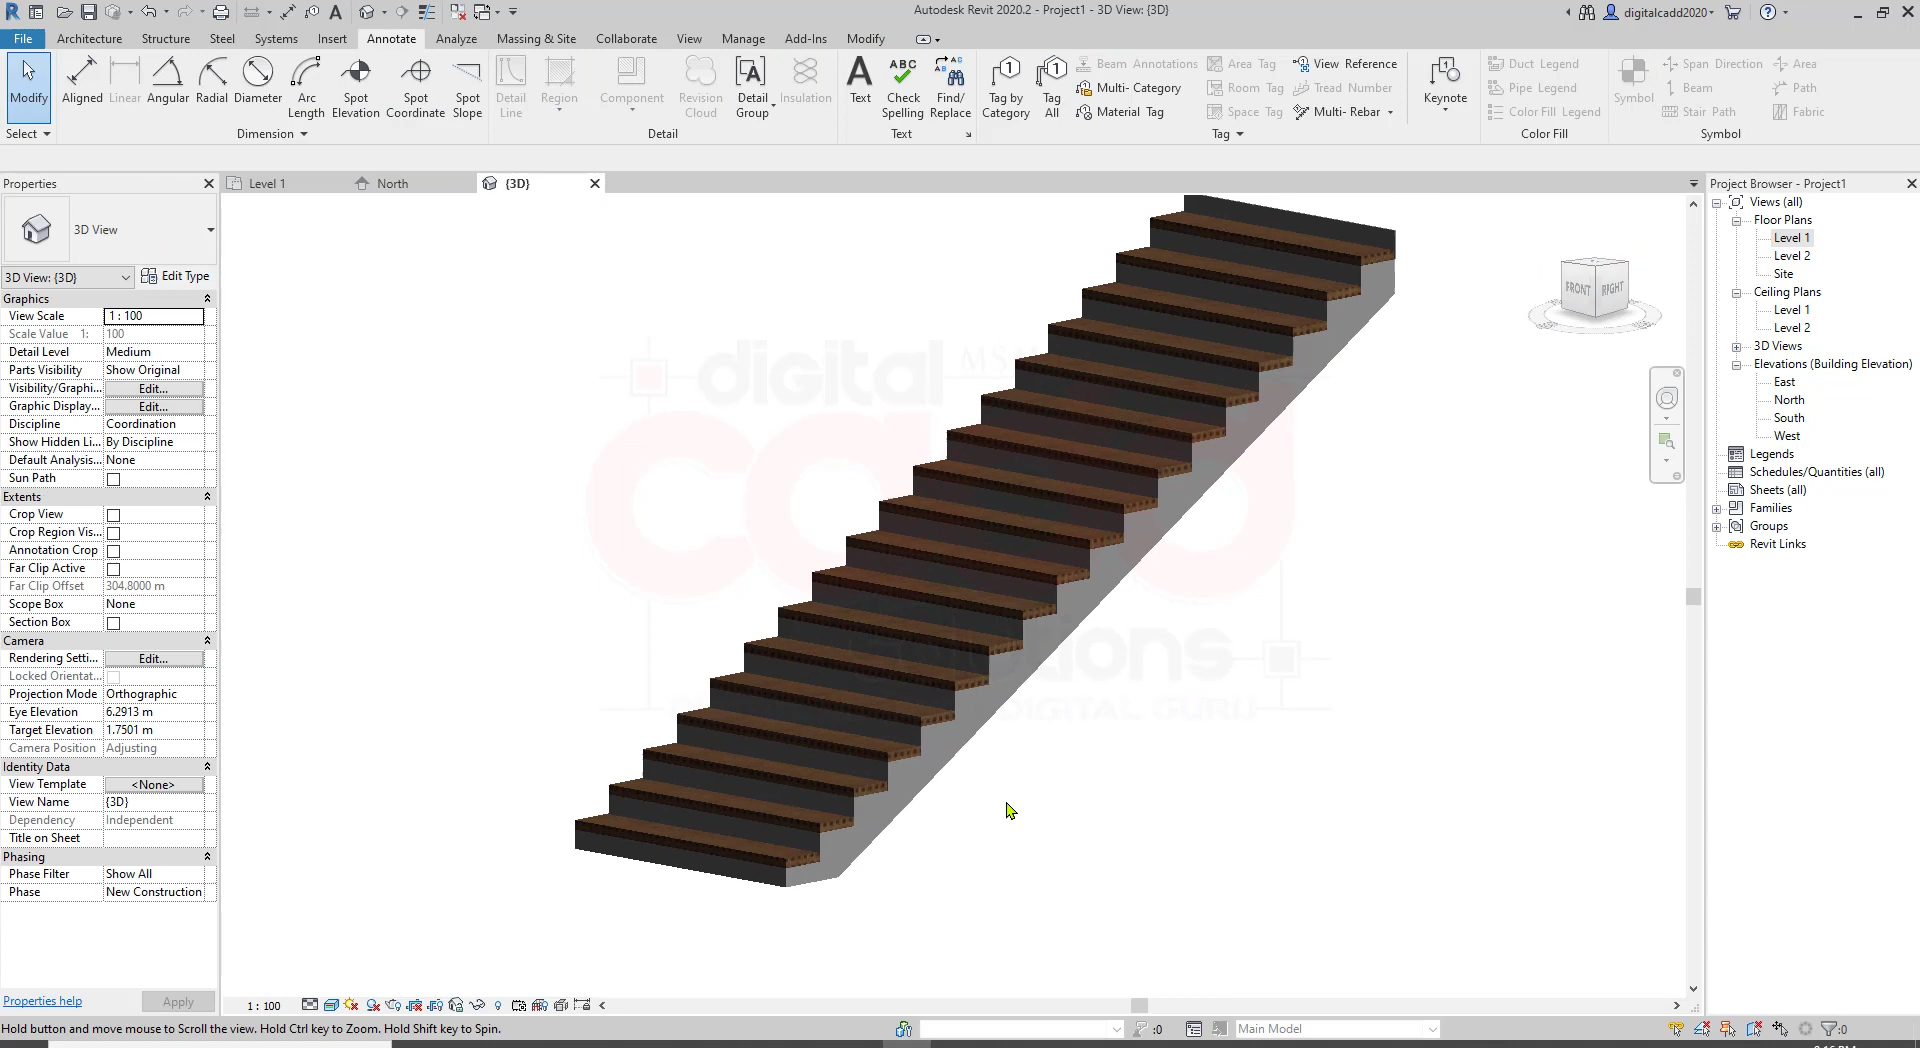 Autodesk Revit 2020.2 - Project1 - 3D View: {3D}
digitalcadd2020
File Architecture Structure Steel Systems Insert Annotate Analyze Massing & Site Collaborate View Manage Add-Ins Modify
Modify
Select
Aligned Linear Angular Radial Diameter Arc Length Spot Elevation Spot Coordinate Spot Slope
Dimension
Detail Line Region Component Revision Cloud Detail Group Insulation
Detail
Text Check Spelling Find/ Replace
Text
Tag by Category Tag All
Beam Annotations Area Tag View Reference
Multi- Category Room Tag Tread Number
Material Tag Space Tag Multi- Rebar
Tag
Keynote
Duct Legend
Pipe Legend
Color Fill Legend
Color Fill
Symbol
Span Direction Area
Beam Path
Stair Path Fabric
Symbol
Properties
3D View
3D View: {3D} Edit Type
Graphics
View Scale 1 : 100
Scale Value 1: 100
Detail Level Medium
Parts Visibility Show Original
Visibility/Graphi... Edit...
Graphic Display... Edit...
Discipline Coordination
Show Hidden Li... By Discipline
Default Analysis... None
Sun Path
Extents
Crop View
Crop Region Vis...
Annotation Crop
Far Clip Active
Far Clip Offset 304.8000 m
Scope Box None
Section Box
Camera
Rendering Setti... Edit...
Locked Orientat...
Projection Mode Orthographic
Eye Elevation 6.2913 m
Target Elevation 1.7501 m
Camera Position Adjusting
Identity Data
View Template <None>
View Name {3D}
Dependency Independent
Title on Sheet
Phasing
Phase Filter Show All
Phase New Construction
Properties help Apply
Level 1 North {3D}
digital
FRONT RIGHT
DIGITAL GURU
Project Browser - Project1
Views (all)
Floor Plans
Level 1
Level 2
Site
Ceiling Plans
Level 1
Level 2
3D Views
Elevations (Building Elevation)
East
North
South
West
Legends
Schedules/Quantities (all)
Sheets (all)
Families
Groups
Revit Links
1 : 100
Hold button and move mouse to Scroll the view. Hold Ctrl key to Zoom. Hold Shift key to Spin.
:0
Main Model
:0